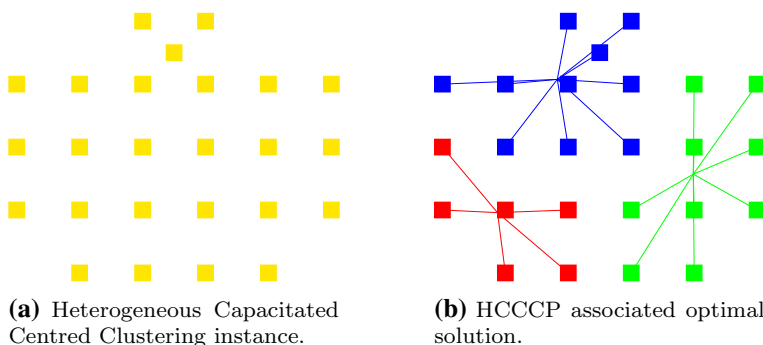 (a) Heterogeneous Capacitated
Centred Clustering instance.
(b) HCCCP associated optimal
solution.